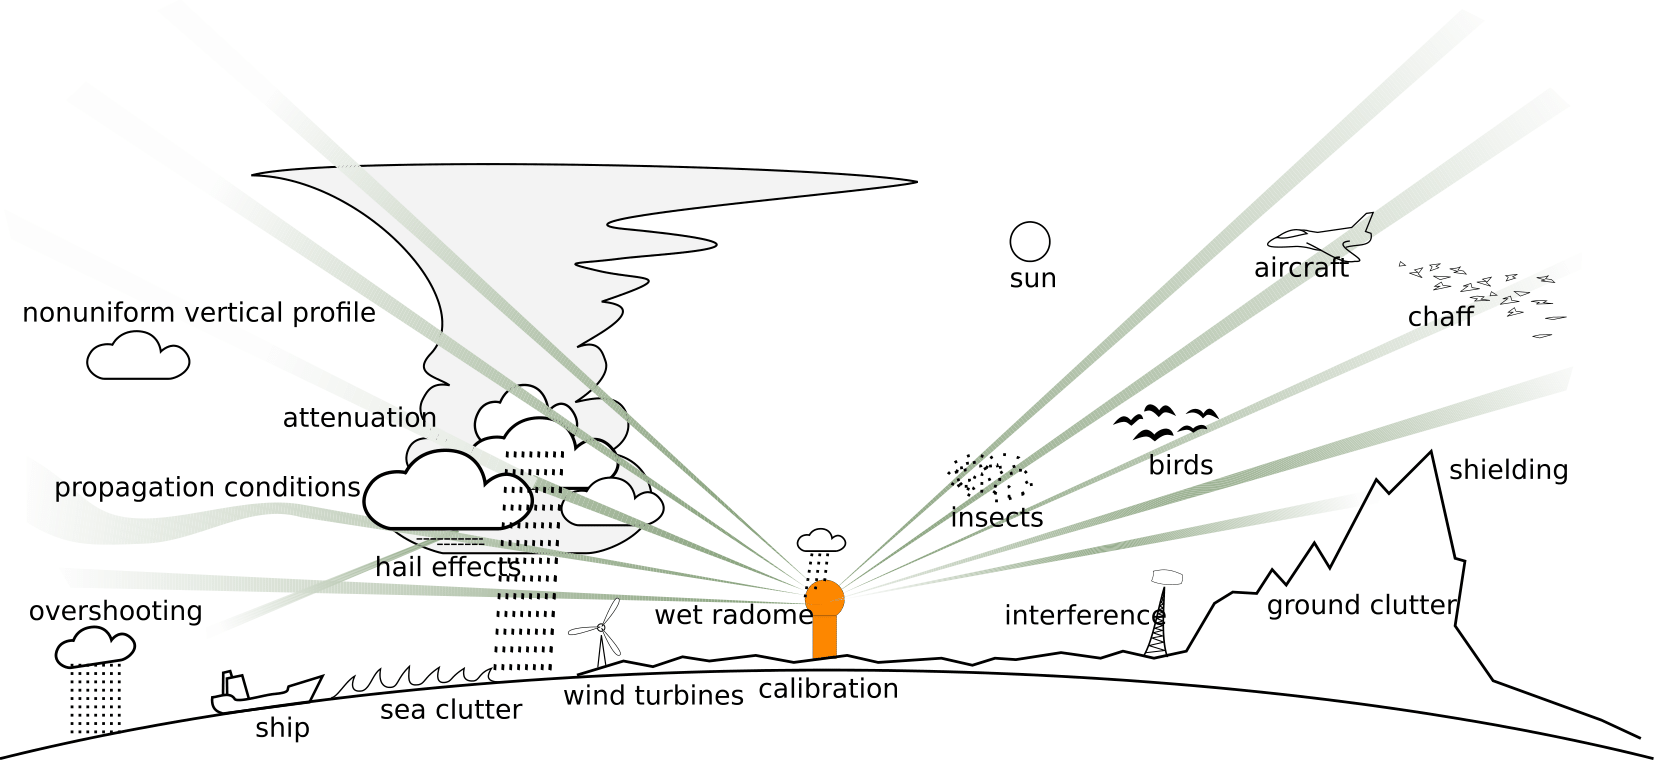 sun
aircraft
nonuniform vertical profile
chaff
attenuation
birds
shielding
propagation conditions
insects
hail effects
overshooting
wet radome
interference
ground clutter
ship
sea clutter
wind turbines
calibration